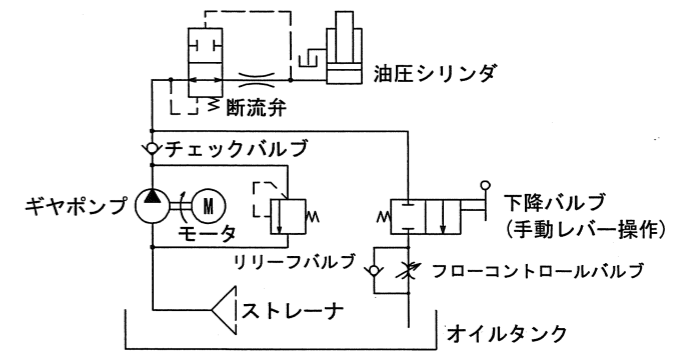 油圧シリンダ
断流弁
チェックバルブ
ギヤポンプ
M
モータ
下降バルブ
(手動レバー操作)
リリーフバルブ
フローコントロールバルブ
ストレーナ
オイルタンク